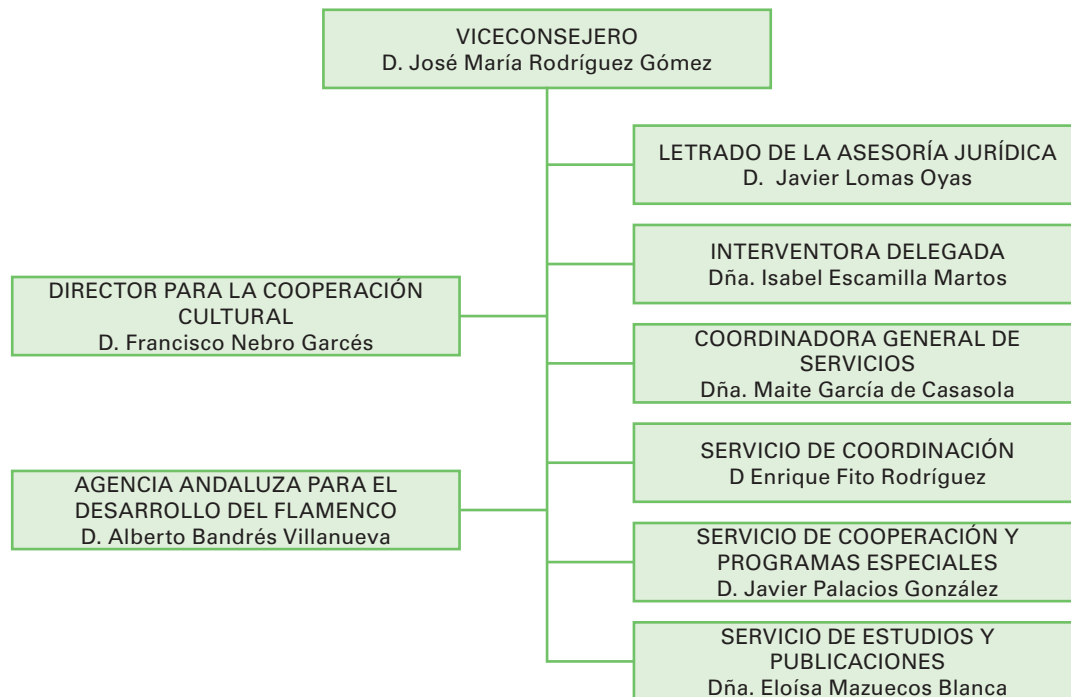 VICECONSEJERO
D. José María Rodríguez Gómez
LETRADO DE LA ASESORÍA JURÍDICA
D. Javier Lomas Oyas
INTERVENTORA DELEGADA
Dña. Isabel Escamilla Martos
DIRECTOR PARA LA COOPERACIÓN
CULTURAL
D. Francisco Nebro Garcés
COORDINADORA GENERAL DE
SERVICIOS
Dña. Maite García de Casasola
SERVICIO DE COORDINACIÓN
D Enrique Fito Rodríguez
AGENCIA ANDALUZA PARA EL
DESARROLLO DEL FLAMENCO
D. Alberto Bandrés Villanueva
SERVICIO DE COOPERACIÓN Y
PROGRAMAS ESPECIALES
D. Javier Palacios González
SERVICIO DE ESTUDIOS Y
PUBLICACIONES
Dña. Eloísa Mazuecos Blanca